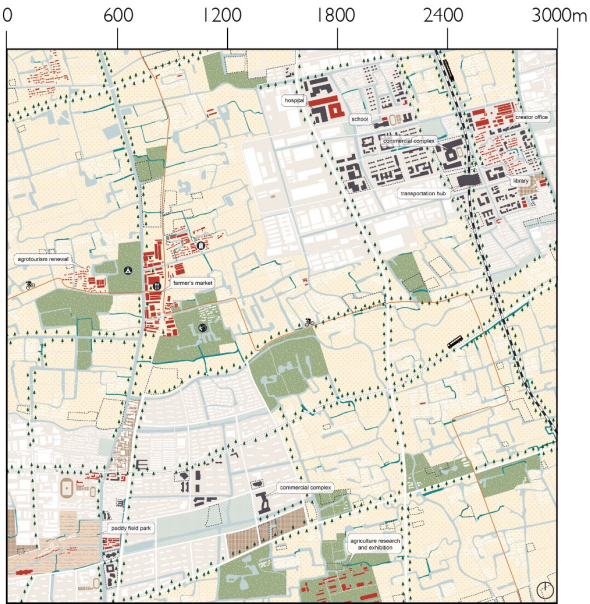 0 600 1200 1800 2400 3000m
hospital
school
creator office
commercial complex
library
transportation hub
agrotourism renewal
farmer's market
commercial complex
paddy field park
agriculture research
and exhibition